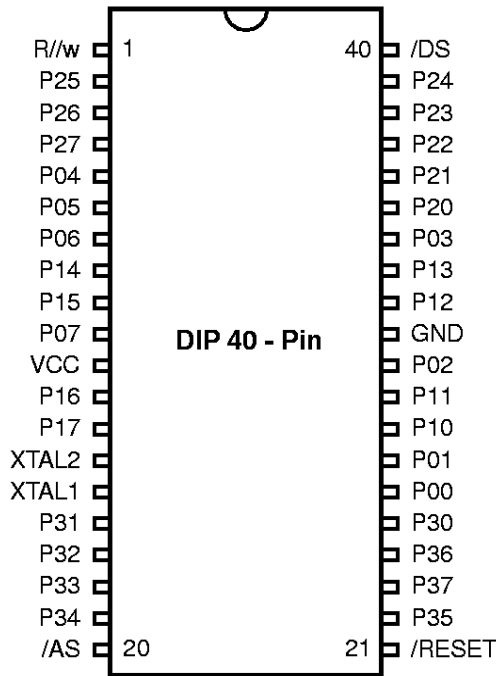 R//w 1 40 /DS
P25 P24
P26 P23
P27 P22
P04 P21
P05 P20
P06 P03
P14 P13
P15 P12
P07 DIP 40 - Pin GND
VCC P02
P16 P11
P17 P10
XTAL2 P01
XTAL1 P00
P31 P30
P32 P36
P33 P37
P34 P35
/AS 20 21 /RESET